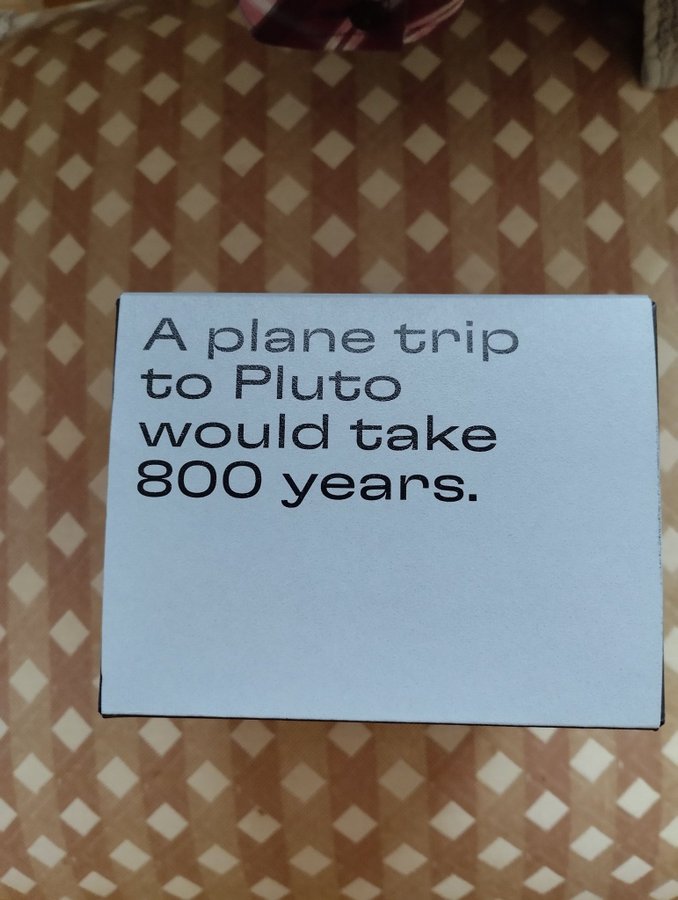 A plane trip
to Pluto
would take
800 years.